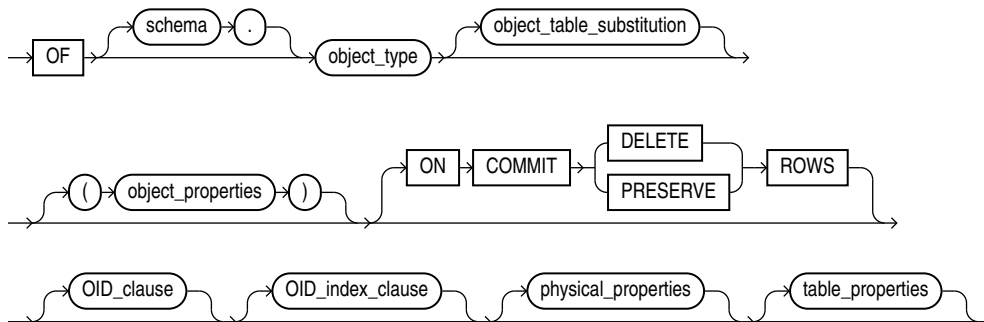 OF schema . object_type object_table_substitution
( object_properties ) ON COMMIT DELETE PRESERVE ROWS
OID_clause OID_index_clause physical_properties table_properties